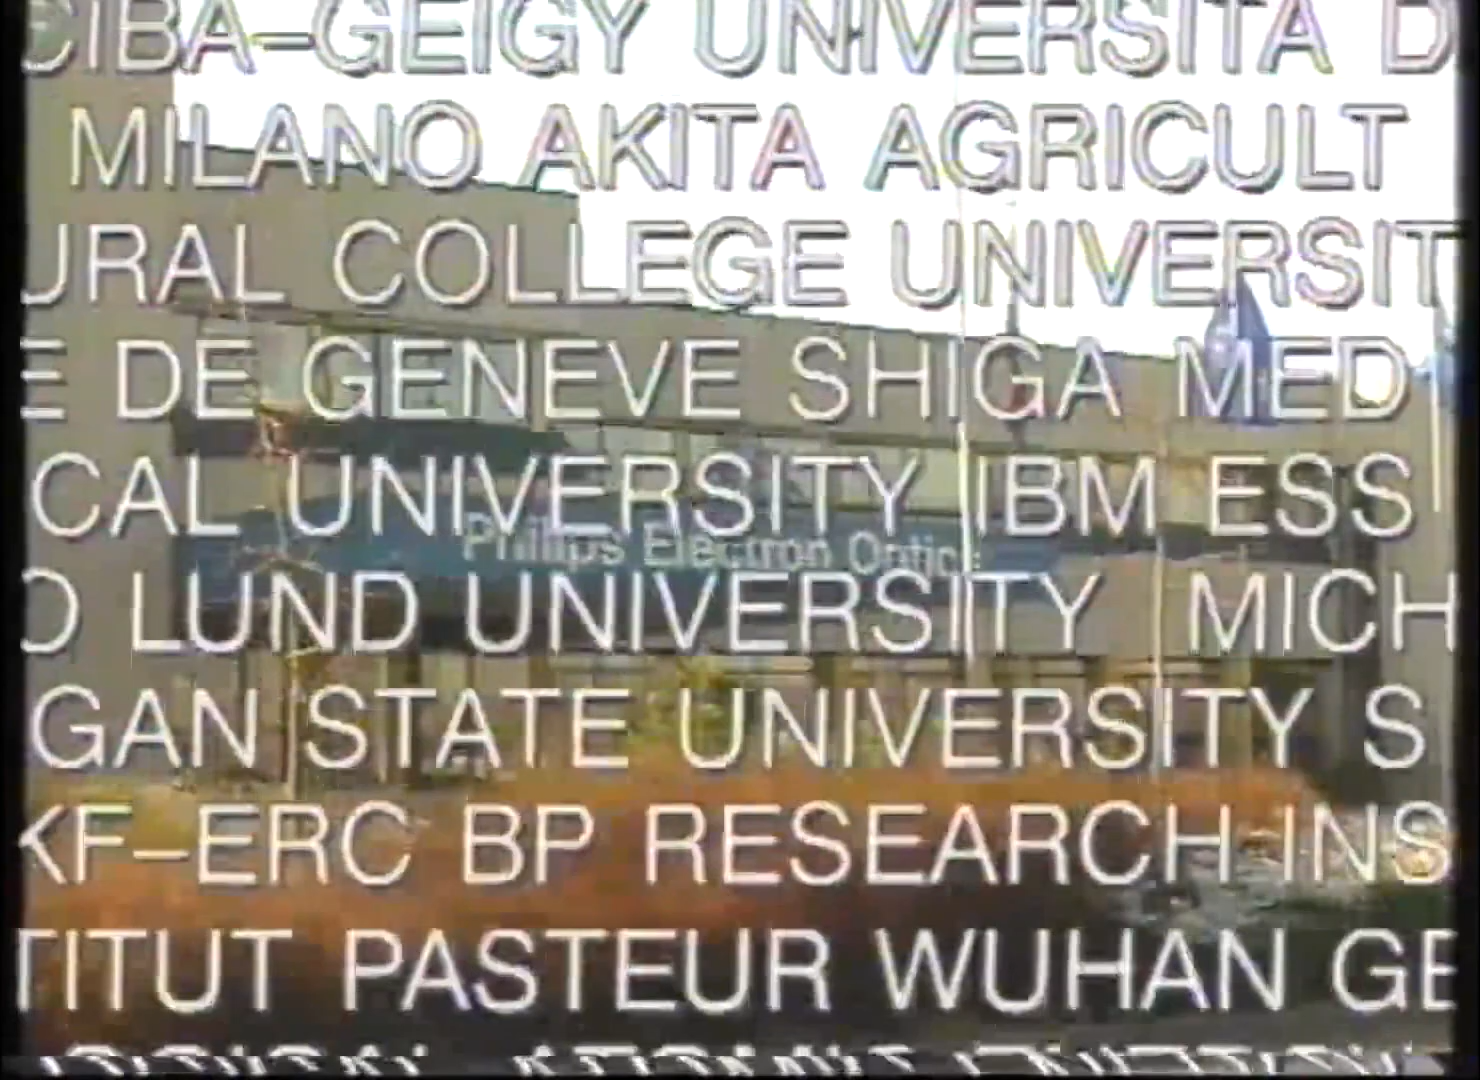 CIBA–GEIGY UNIVERSITA D
MILANO AKITA AGRICULT
URAL COLLEGE UNIVERSIT
E DE GENEVE SHIGA MED
CAL UNIVERSITY IBM ESS
Phillips Electron Optics
O LUND UNIVERSITY MICH
GAN STATE UNIVERSITY S
KF–ERC BP RESEARCH INS
TITUT PASTEUR WUHAN GE